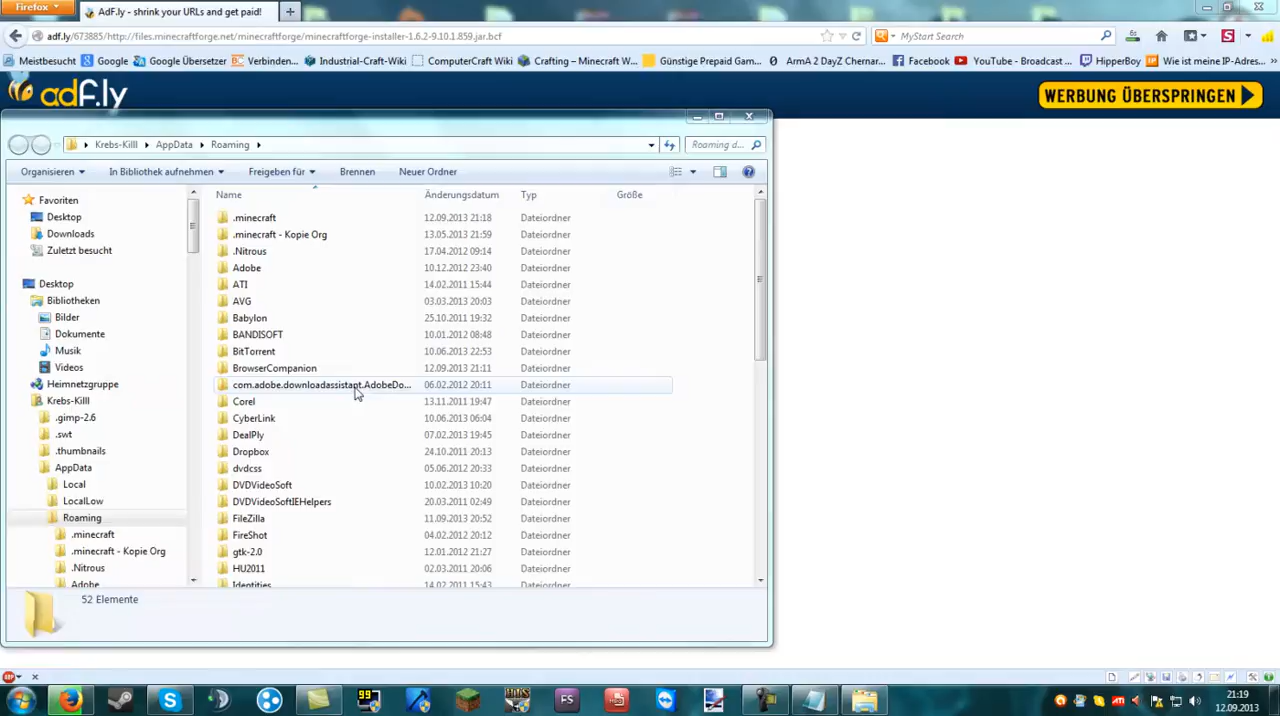 Firefox
AdF.ly - shrink your URLs and get paid!
adf.ly/673885/http://files.minecraftforge.net/minecraftforge/minecraftforge-installer-1.6.2-9.10.1.859.jar.bcf
MyStart Search
Meistbesucht
Google
Google Übersetzer
Verbinden...
Industrial-Craft-Wiki
ComputerCraft Wiki
Crafting – Minecraft W...
Günstige Prepaid Gam...
ArmA 2 DayZ Chernar...
Facebook
YouTube - Broadcast ...
HipperBoy
Wie ist meine IP-Adres...
adf.ly
WERBUNG ÜBERSPRINGEN
Krebs-Killl
AppData
Roaming
Roaming d...
Organisieren
In Bibliothek aufnehmen
Freigeben für
Brennen
Neuer Ordner
Name Änderungsdatum Typ Größe
.minecraft 12.09.2013 21:18 Dateiordner
.minecraft - Kopie Org 13.05.2013 21:59 Dateiordner
.Nitrous 17.04.2012 09:14 Dateiordner
Adobe 10.12.2012 23:40 Dateiordner
ATI 14.02.2011 15:44 Dateiordner
AVG 03.03.2013 20:03 Dateiordner
Babylon 25.10.2011 19:32 Dateiordner
BANDISOFT 10.01.2012 08:48 Dateiordner
BitTorrent 10.06.2013 22:53 Dateiordner
BrowserCompanion 12.09.2013 21:11 Dateiordner
com.adobe.downloadassistant.AdobeDo... 06.02.2012 20:11 Dateiordner
Corel 13.11.2011 19:47 Dateiordner
CyberLink 10.06.2013 06:04 Dateiordner
DealPly 07.02.2013 19:45 Dateiordner
Dropbox 24.10.2011 20:13 Dateiordner
dvdcss 05.06.2012 20:33 Dateiordner
DVDVideoSoft 10.02.2013 10:20 Dateiordner
DVDVideoSoftIEHelpers 20.03.2011 02:49 Dateiordner
FileZilla 11.09.2013 20:52 Dateiordner
FireShot 04.02.2012 20:12 Dateiordner
gtk-2.0 12.01.2012 21:27 Dateiordner
HU2011 02.03.2011 20:06 Dateiordner
Identities 14.02.2011 15:43 Dateiordner
Favoriten
Desktop
Downloads
Zuletzt besucht
Desktop
Bibliotheken
Bilder
Dokumente
Musik
Videos
Heimnetzgruppe
Krebs-Killl
.gimp-2.6
.swt
.thumbnails
AppData
Local
LocalLow
Roaming
.minecraft
.minecraft - Kopie Org
.Nitrous
Adobe
52 Elemente
99
FS
21:19
12.09.2013